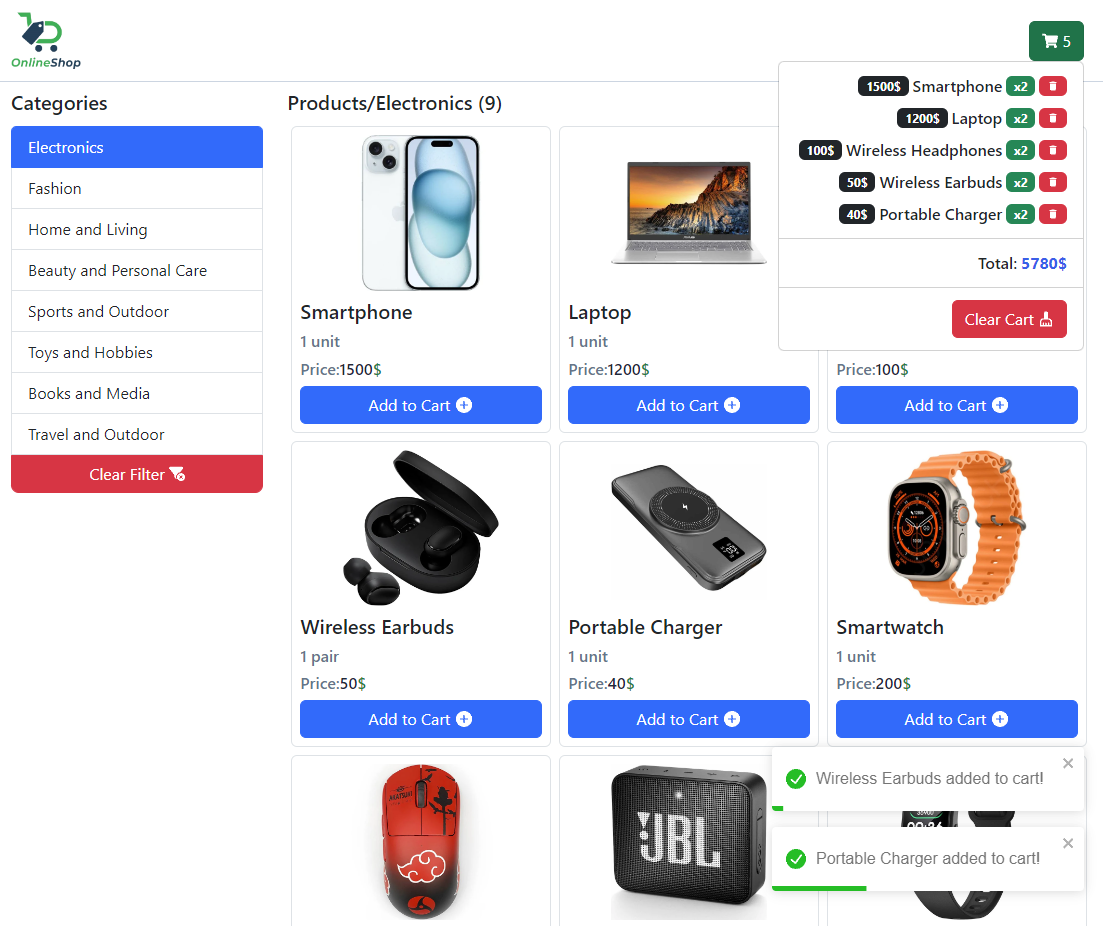 OnlineShop
5
Categories
Electronics
Fashion
Home and Living
Beauty and Personal Care
Sports and Outdoor
Toys and Hobbies
Books and Media
Travel and Outdoor
Clear Filter
Products/Electronics (9)
1500$ Smartphone x2
1200$ Laptop x2
100$ Wireless Headphones x2
50$ Wireless Earbuds x2
40$ Portable Charger x2
Total: 5780$
Clear Cart
Smartphone
1 unit
Price:1500$
Add to Cart
Laptop
1 unit
Price:1200$
Add to Cart
Price:100$
Add to Cart
Wireless Earbuds
1 pair
Price:50$
Add to Cart
Portable Charger
1 unit
Price:40$
Add to Cart
Smartwatch
1 unit
Price:200$
Add to Cart
AKATSUKI
JBL
Wireless Earbuds added to cart!
Portable Charger added to cart!